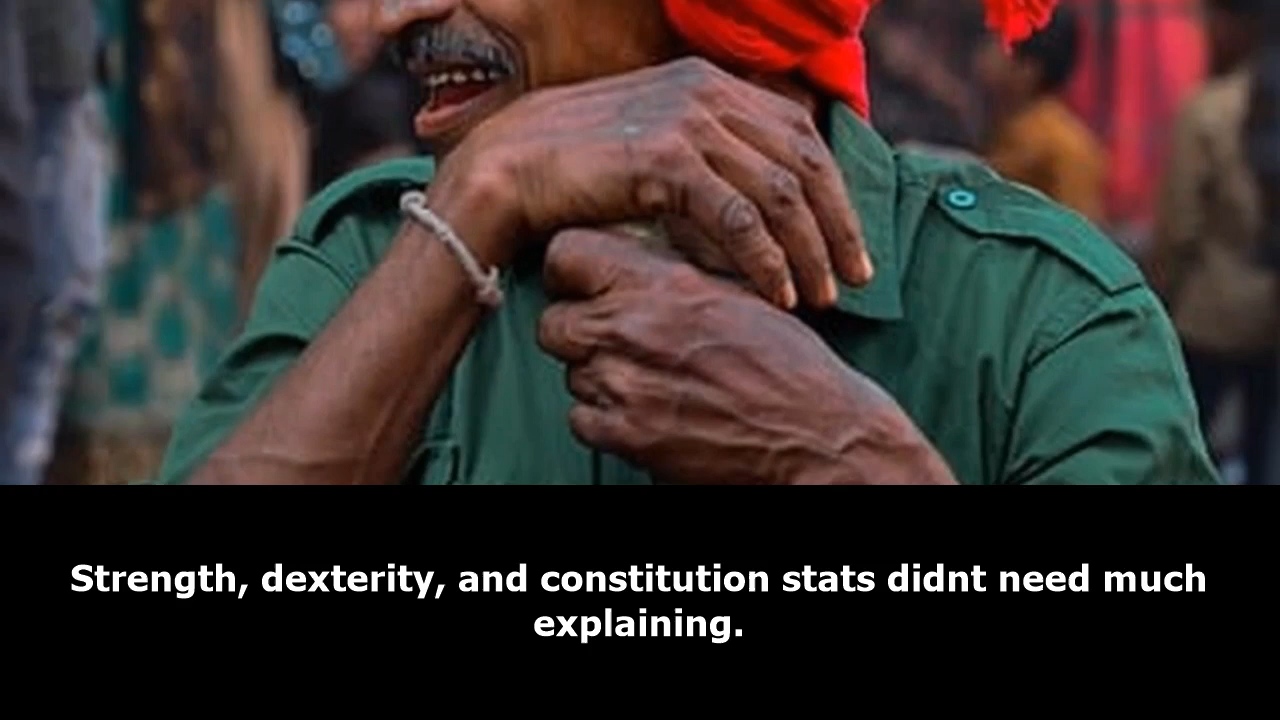 Strength, dexterity, and constitution stats didnt need much
explaining.